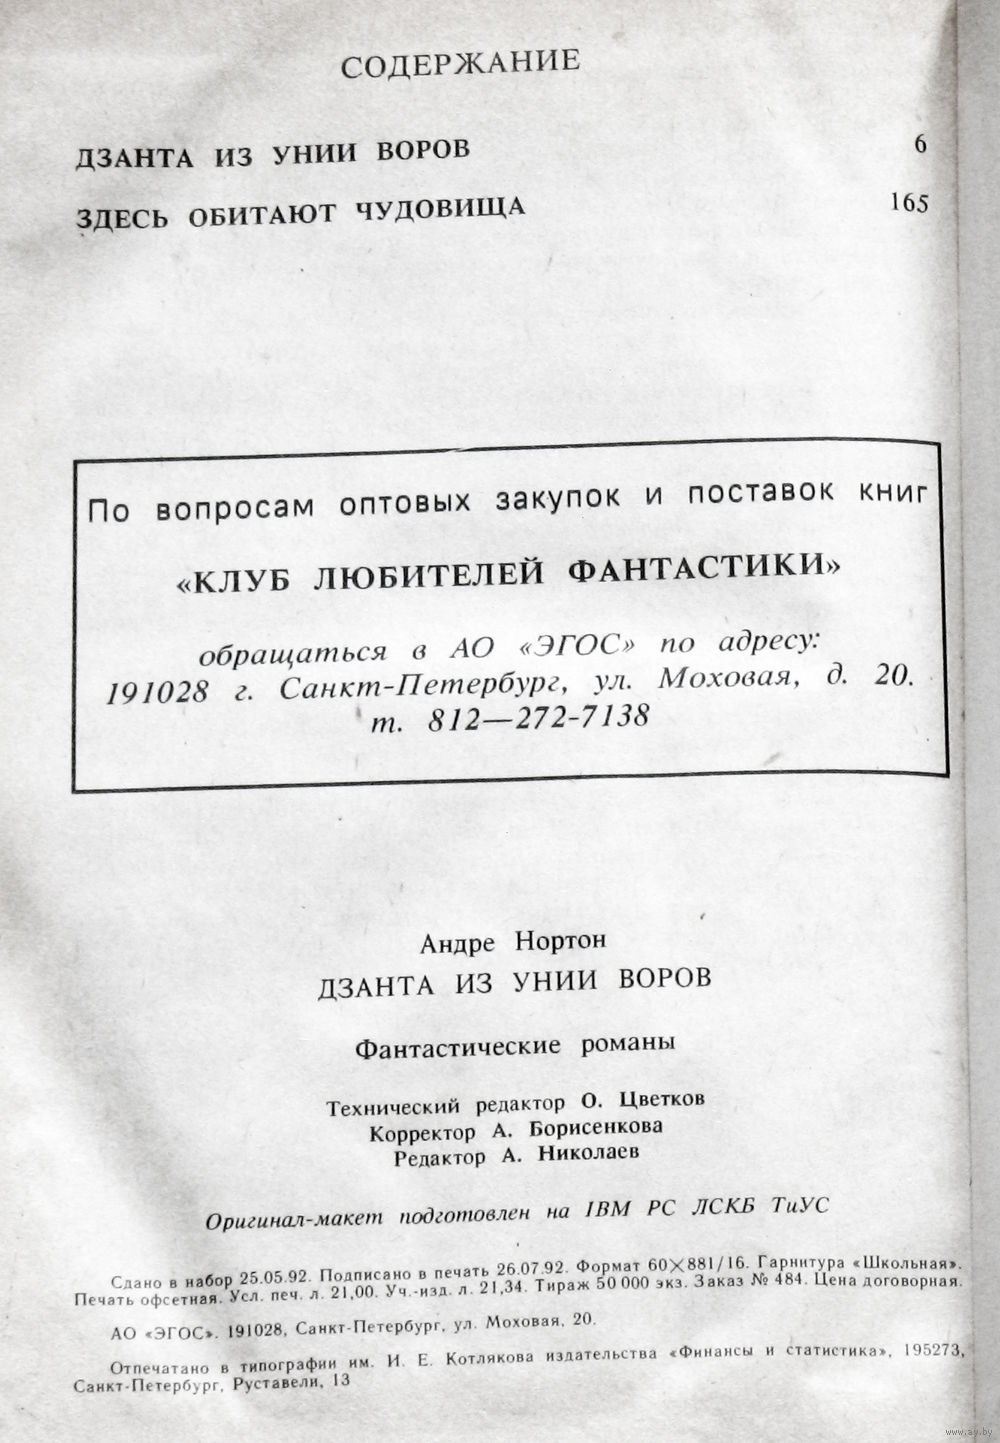 СОДЕРЖАНИЕ
ДЗАНТА ИЗ УНИИ ВОРОВ 6
ЗДЕСЬ ОБИТАЮТ ЧУДОВИЩА 165
По вопросам оптовых закупок и поставок книг
«КЛУБ ЛЮБИТЕЛЕЙ ФАНТАСТИКИ»
обращаться в АО «ЭГОС» по адресу:
191028 г. Санкт-Петербург, ул. Моховая, д. 20.
т. 812—272-7138
Андре Нортон
ДЗАНТА ИЗ УНИИ ВОРОВ
Фантастические романы
Технический редактор О. Цветков
Корректор А. Борисенкова
Редактор А. Николаев
Оригинал-макет подготовлен на IBM PC ЛСКБ ТиУС
Сдано в набор 25.05.92. Подписано в печать 26.07.92. Формат 60×881/16. Гарнитура «Школьная».
Печать офсетная. Усл. печ. л. 21,00. Уч.-изд. л. 21,34. Тираж 50 000 экз. Заказ № 484. Цена договорная.
АО «ЭГОС». 191028, Санкт-Петербург, ул. Моховая, 20.
Отпечатано в типографии им. И. Е. Котлякова издательства «Финансы и статистика», 195273,
Санкт-Петербург, Руставели, 13
www.ay.by